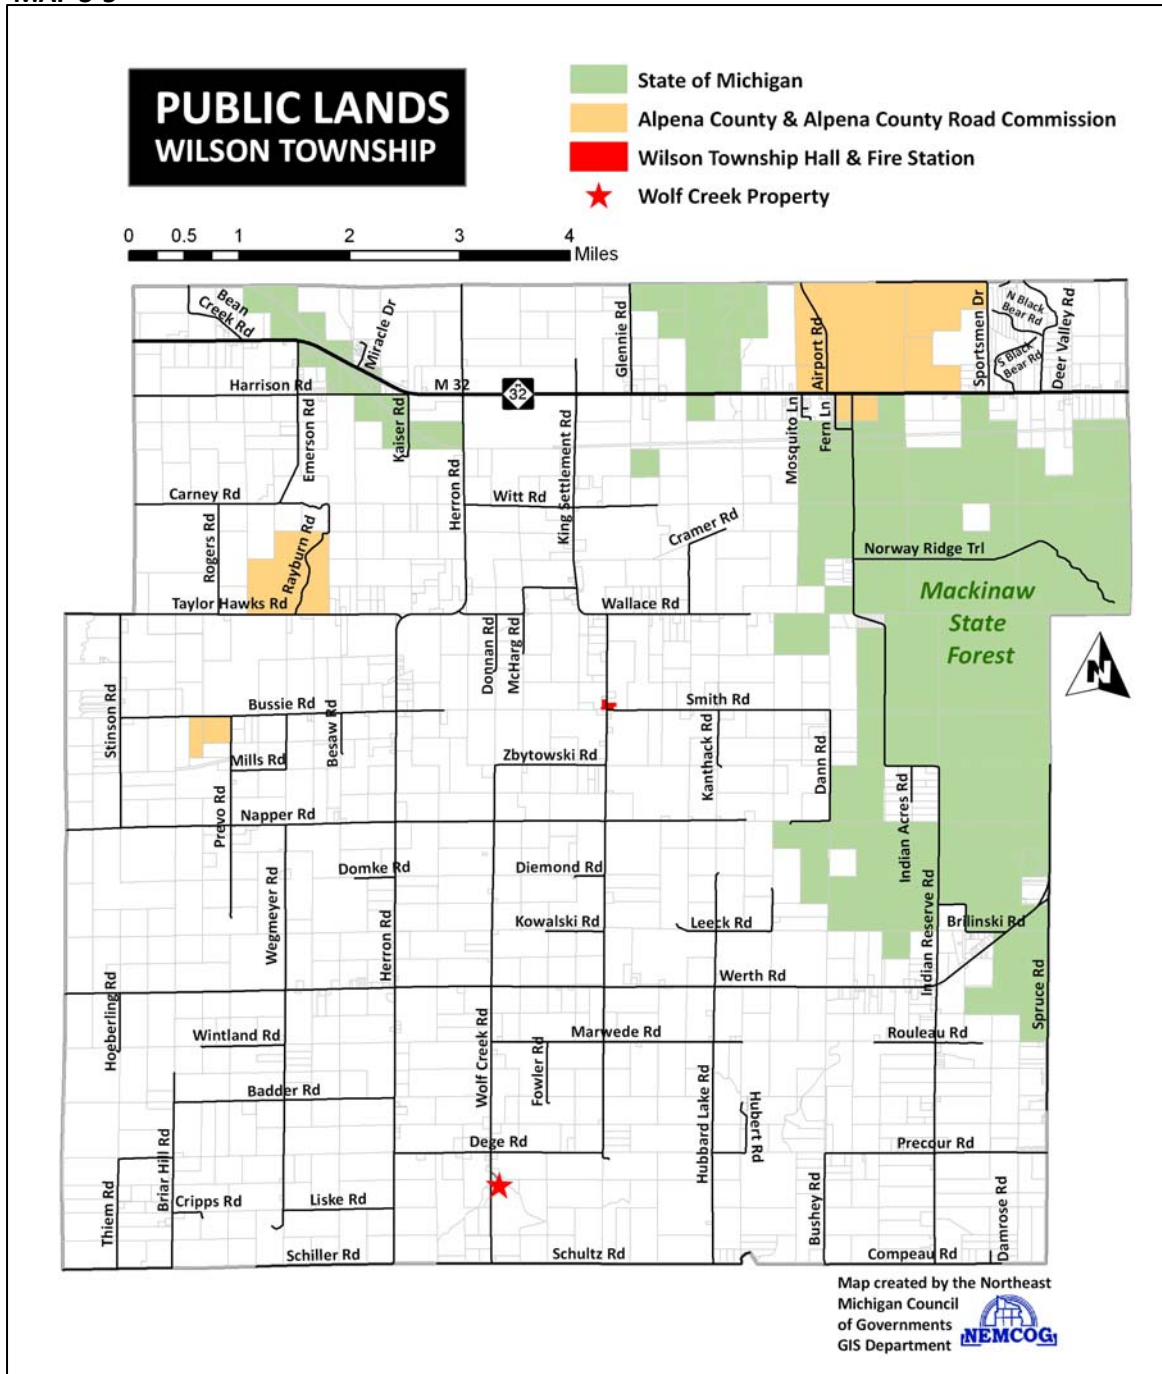 PUBLIC LANDS
WILSON TOWNSHIP
State of Michigan
Alpena County & Alpena County Road Commission
Wilson Township Hall & Fire Station
Wolf Creek Property
0 0.5 1 2 3 4
Miles
Bean
Creek Rd
Miracle Dr
Glennie Rd
Airport Rd
Sportsmen Dr
N Black
Bear Rd
S Black
Bear Rd
Deer Valley Rd
Harrison Rd
M 32
32
Emerson Rd
Kaiser Rd
Herron Rd
King Settlement Rd
Mosquito Ln
Fern Ln
Carney Rd
Witt Rd
Rogers Rd
Rayburn Rd
Cramer Rd
Norway Ridge Trl
Taylor Hawks Rd
Wallace Rd
Mackinaw
State
Forest
N
Donnan Rd
McHarg Rd
Stinson Rd
Bussie Rd
Besaw Rd
Smith Rd
Kanthack Rd
Dann Rd
Mills Rd
Zbytowski Rd
Prevo Rd
Napper Rd
Indian Acres Rd
Domke Rd
Diemond Rd
Wegmeyer Rd
Herron Rd
Kowalski Rd
Leeck Rd
Indian Reserve Rd
Brilinski Rd
Werth Rd
Spruce Rd
Hoeberling Rd
Wintland Rd
Wolf Creek Rd
Marwede Rd
Fowler Rd
Rouleau Rd
Badder Rd
Hubbard Lake Rd
Hubert Rd
Dege Rd
Precour Rd
Thiem Rd
Briar Hill Rd
Cripps Rd
Liske Rd
Bushey Rd
Damrose Rd
Schiller Rd
Schultz Rd
Compeau Rd
Map created by the Northeast
Michigan Council
of Governments
GIS Department
NEMCOG